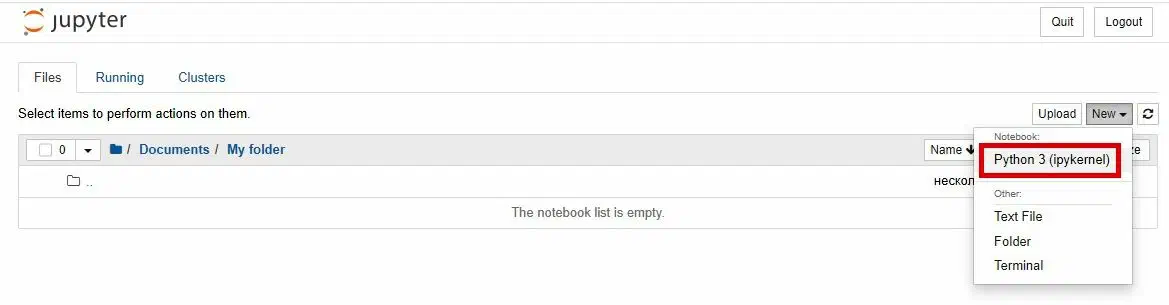 jupyter Quit Logout
Files Running Clusters
Select items to perform actions on them. Upload New
Notebook:
0 / Documents / My folder Name
Python 3 (ipykernel)
.. нескол
Other:
The notebook list is empty.
Text File
Folder
Terminal